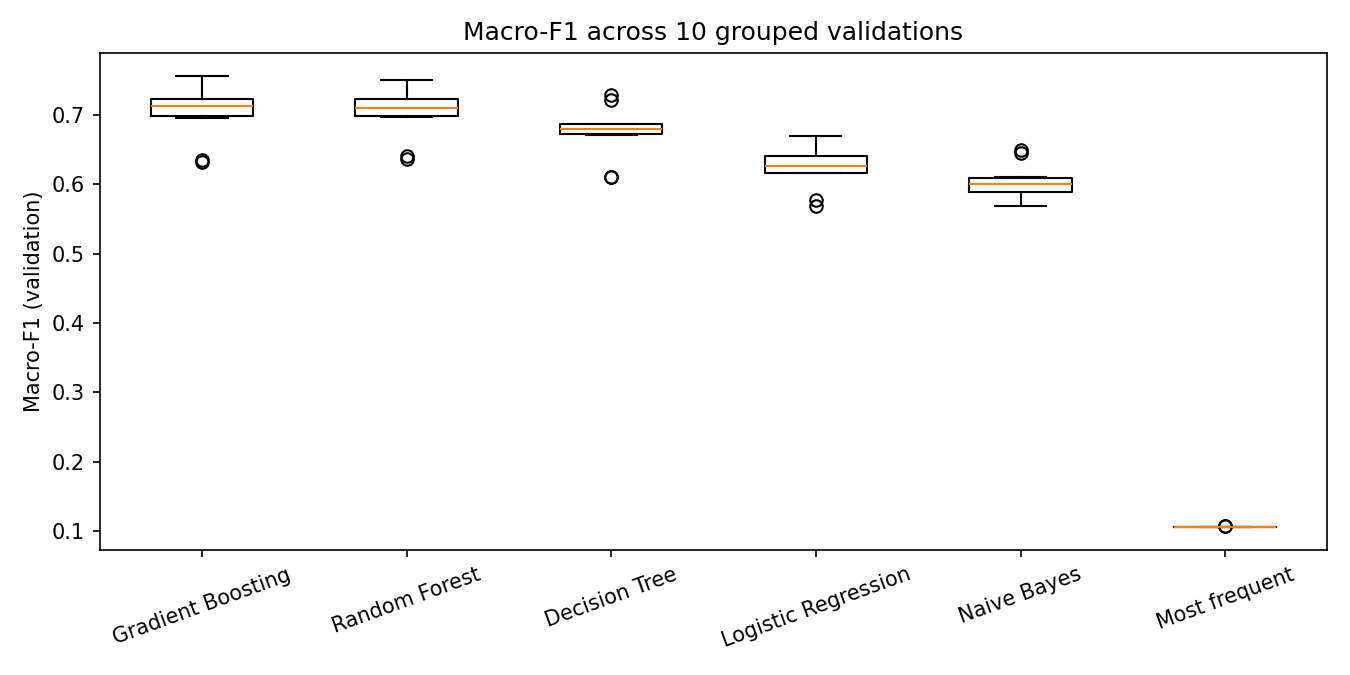 Macro-F1 across 10 grouped validations
Macro-F1 (validation)
0.7
0.6
0.5
0.4
0.3
0.2
0.1
Gradient Boosting
Random Forest
Decision Tree
Logistic Regression
Naive Bayes
Most frequent